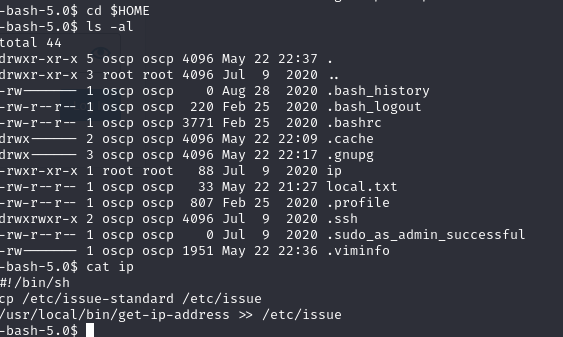 -bash-5.0$ cd $HOME
-bash-5.0$ ls -al
total 44
drwxr-xr-x 5 oscp oscp 4096 May 22 22:37 .
drwxr-xr-x 3 root root 4096 Jul  9  2020 ..
-rw------- 1 oscp oscp    0 Aug 28  2020 .bash_history
-rw-r--r-- 1 oscp oscp  220 Feb 25  2020 .bash_logout
-rw-r--r-- 1 oscp oscp 3771 Feb 25  2020 .bashrc
drwx------ 2 oscp oscp 4096 May 22 22:09 .cache
drwx------ 3 oscp oscp 4096 May 22 22:17 .gnupg
-rwxr-xr-x 1 root root   88 Jul  9  2020 ip
-rw-r--r-- 1 oscp oscp   33 May 22 21:27 local.txt
-rw-r--r-- 1 oscp oscp  807 Feb 25  2020 .profile
drwxrwxr-x 2 oscp oscp 4096 Jul  9  2020 .ssh
-rw-r--r-- 1 oscp oscp    0 Jul  9  2020 .sudo_as_admin_successful
-rw------- 1 oscp oscp 1951 May 22 22:36 .viminfo
-bash-5.0$ cat ip
#!/bin/sh
cp /etc/issue-standard /etc/issue
/usr/local/bin/get-ip-address >> /etc/issue
-bash-5.0$